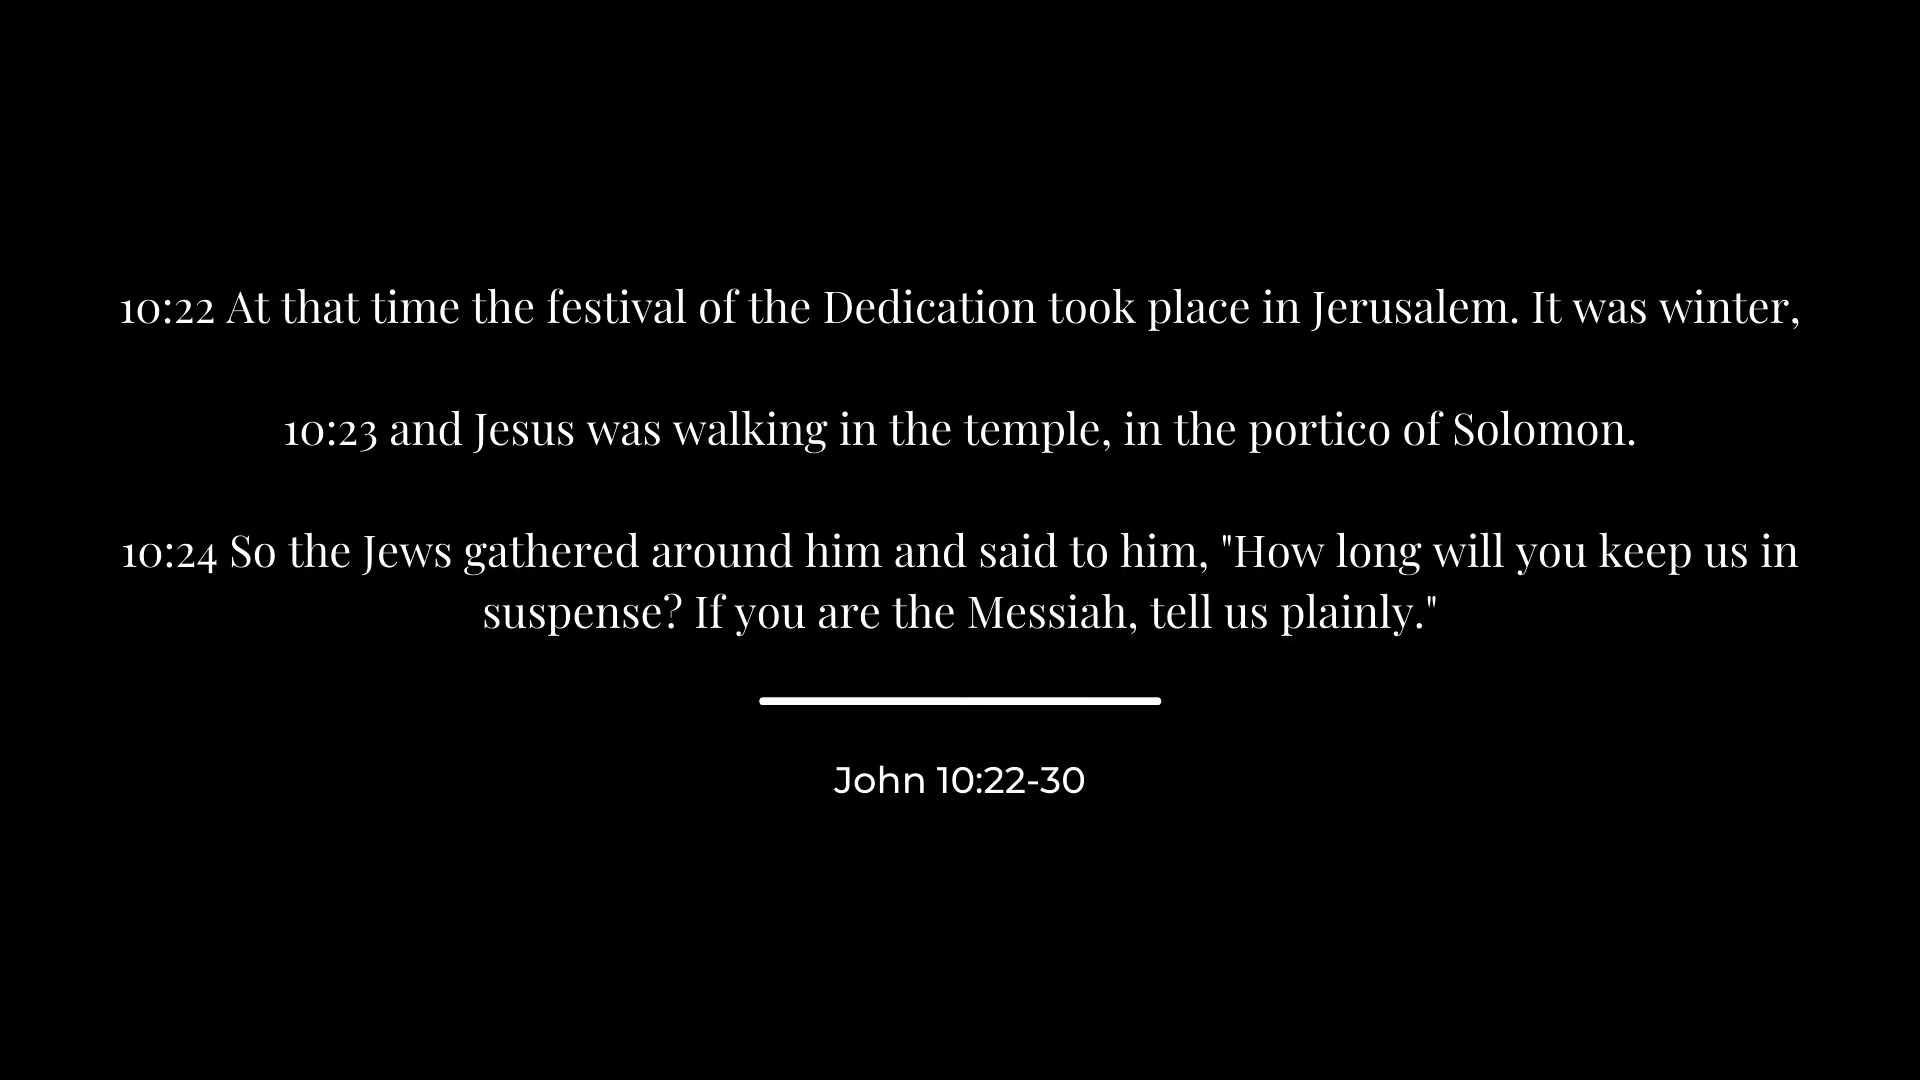 10:22 At that time the festival of the Dedication took place in Jerusalem. It was winter,
10:23 and Jesus was walking in the temple, in the portico of Solomon.
10:24 So the Jews gathered around him and said to him, "How long will you keep us in
suspense? If you are the Messiah, tell us plainly."
John 10:22-30